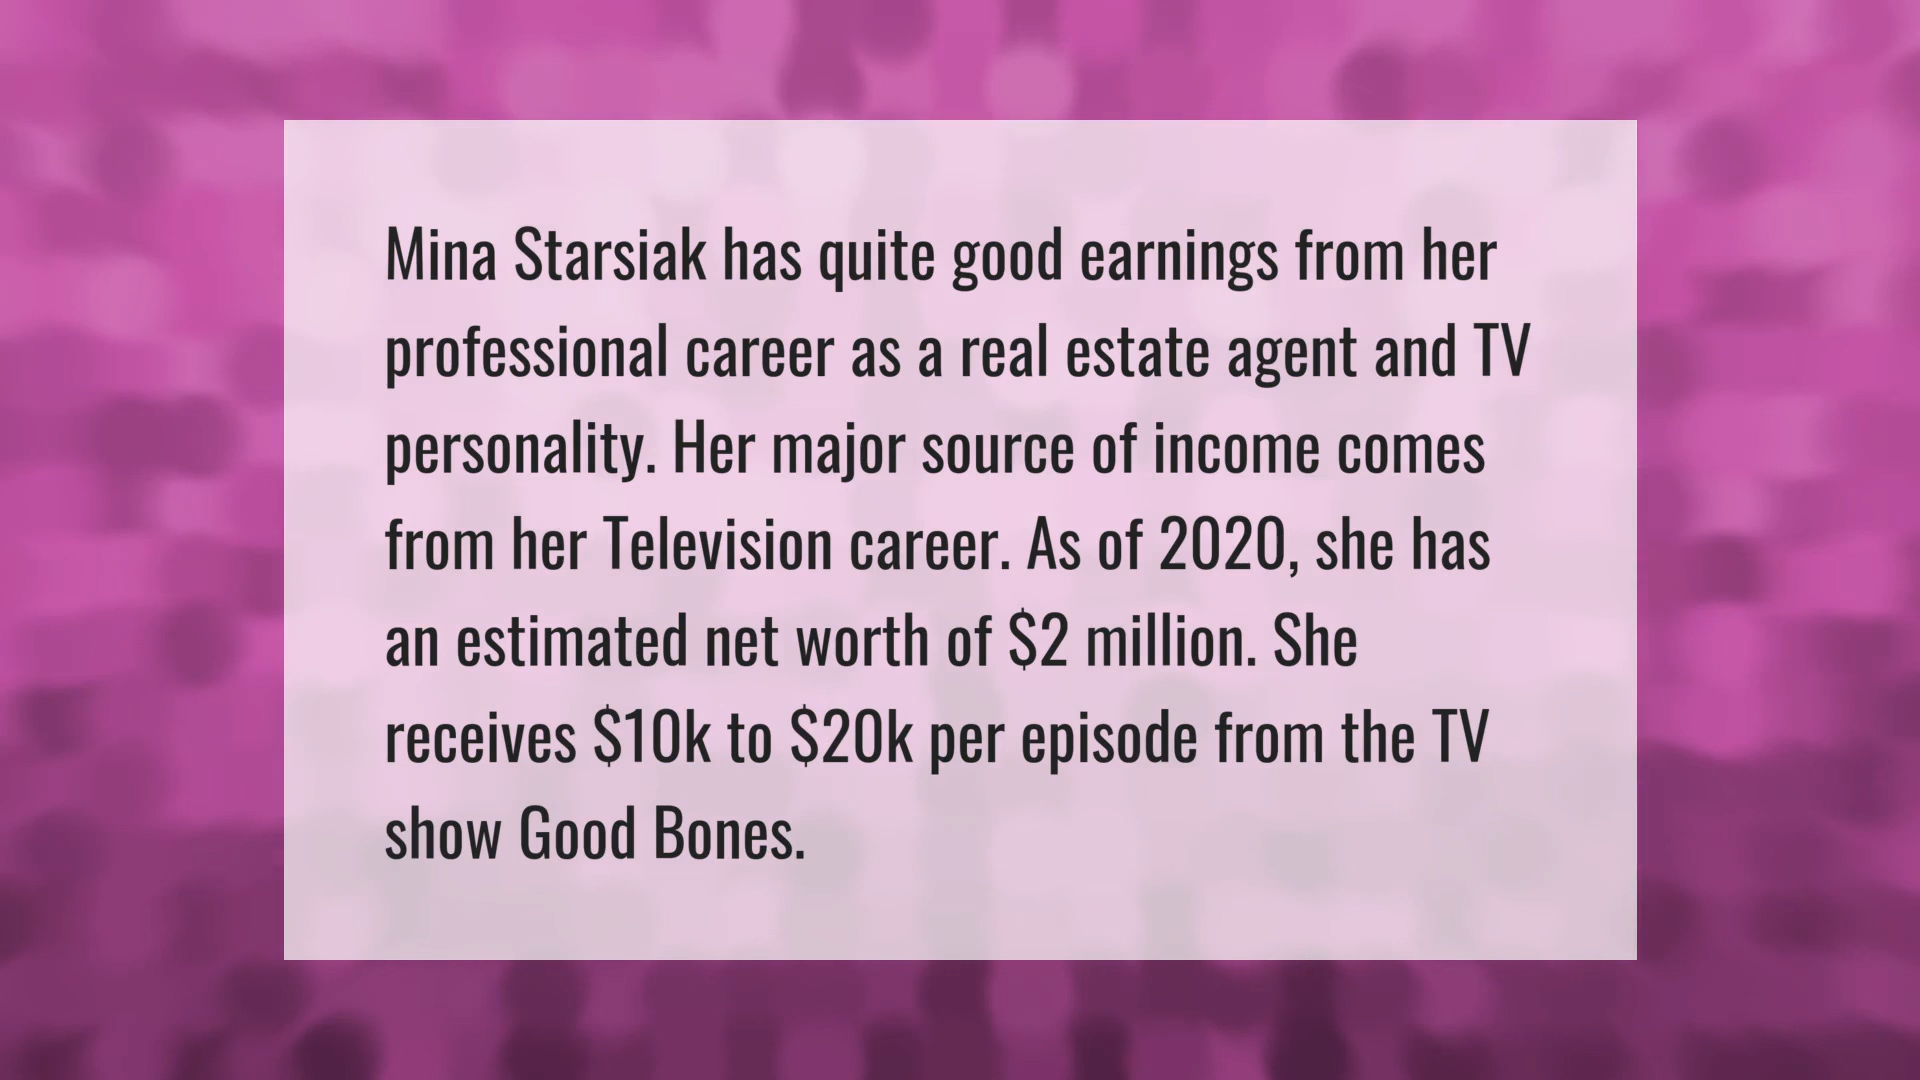 Mina Starsiak has quite good earnings from her
professional career as a real estate agent and TV
personality. Her major source of income comes
from her Television career. As of 2020, she has
an estimated net worth of $2 million. She
receives $10k to $20k per episode from the TV
show Good Bones.